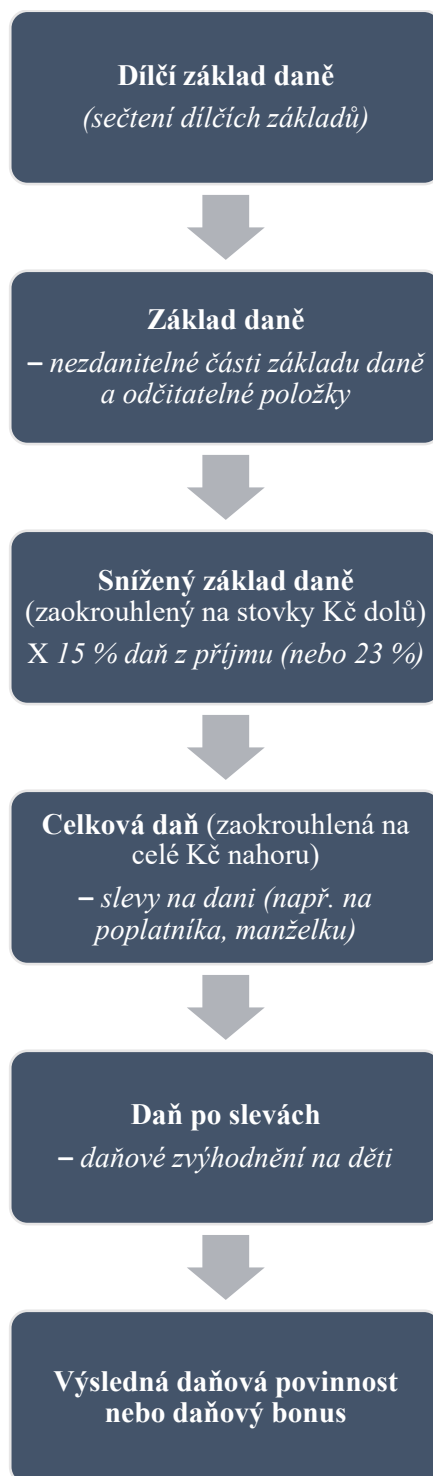 Dílčí základ daně
(sečtení dílčích základů)
Základ daně
– nezdanitelné části základu daně
a odčitatelné položky
Snížený základ daně
(zaokrouhlený na stovky Kč dolů)
X 15 % daň z příjmu (nebo 23 %)
Celková daň (zaokrouhlená na
celé Kč nahoru)
– slevy na dani (např. na
poplatníka, manželku)
Daň po slevách
– daňové zvýhodnění na děti
Výsledná daňová povinnost
nebo daňový bonus